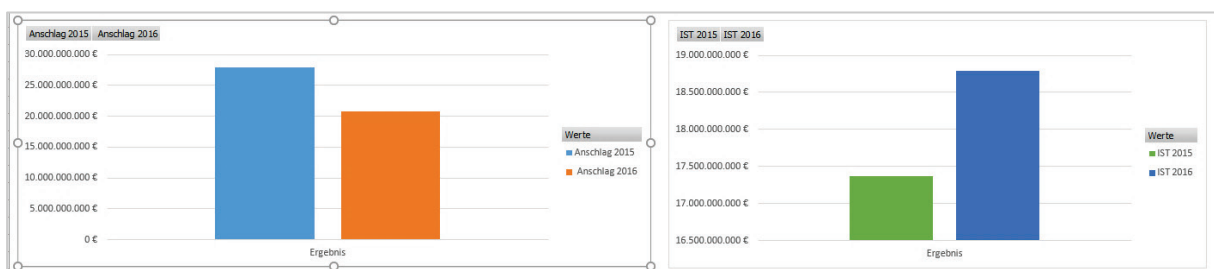 Anschlag 2015 Anschlag 2016
30.000.000.000 €
25.000.000.000 €
20.000.000.000 €
15.000.000.000 €
10.000.000.000 €
5.000.000.000 €
0 €
Ergebnis
Werte
Anschlag 2015
Anschlag 2016
IST 2015 IST 2016
19.000.000.000 €
18.500.000.000 €
18.000.000.000 €
17.500.000.000 €
17.000.000.000 €
16.500.000.000 €
Ergebnis
Werte
IST 2015
IST 2016